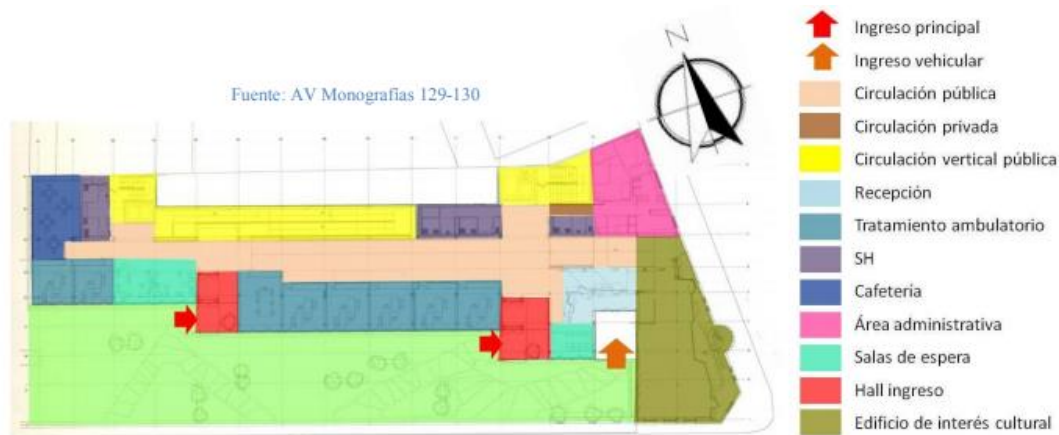 Fuente: AV Monografías 129-130
N
Ingreso principal
Ingreso vehicular
Circulación pública
Circulación privada
Circulación vertical pública
Recepción
Tratamiento ambulatorio
SH
Cafetería
Área administrativa
Salas de espera
Hall ingreso
Edificio de interés cultural